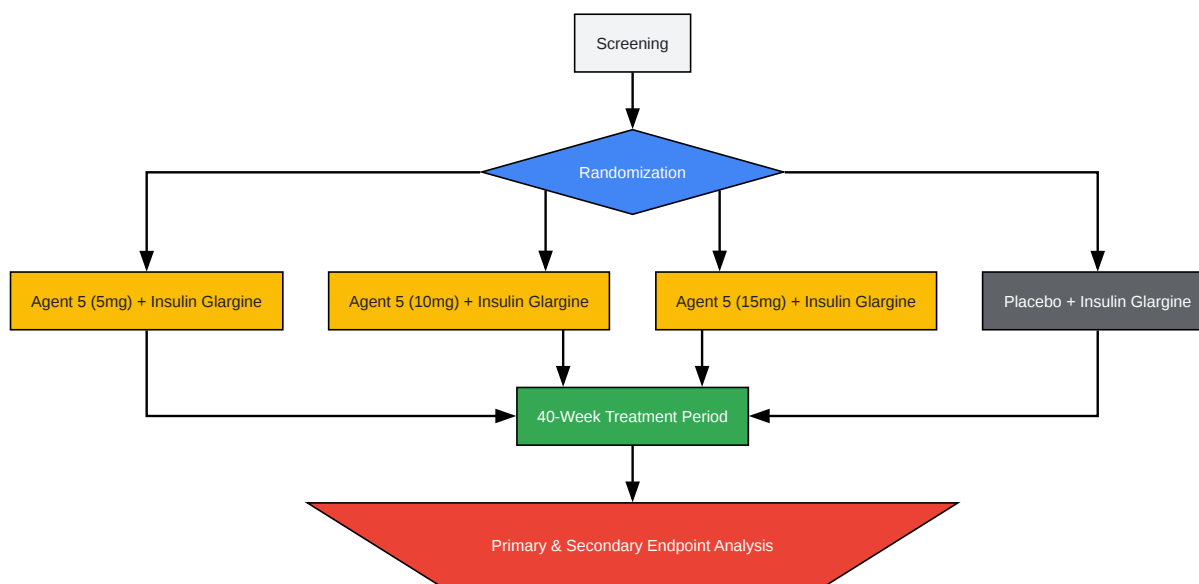 Screening
Randomization
Agent 5 (5mg) + Insulin Glargine
Agent 5 (10mg) + Insulin Glargine
Agent 5 (15mg) + Insulin Glargine
Placebo + Insulin Glargine
40-Week Treatment Period
Primary & Secondary Endpoint Analysis